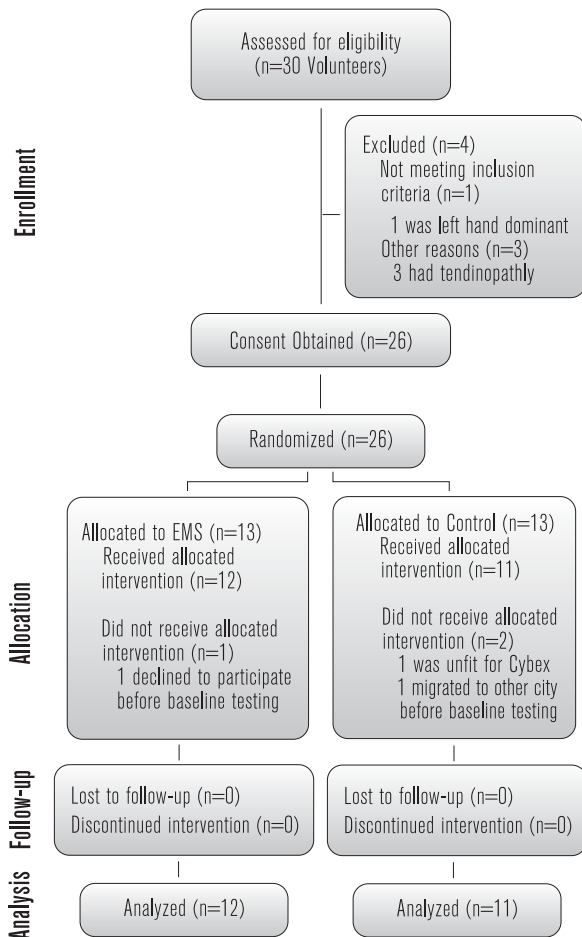 Assessed for eligibility
(n=30 Volunteers)
Enrollment
Excluded (n=4)
Not meeting inclusion
criteria (n=1)
1 was left hand dominant
Other reasons (n=3)
3 had tendinopathly
Consent Obtained (n=26)
Randomized (n=26)
Allocation
Allocated to EMS (n=13)
Received allocated
intervention (n=12)
Did not receive allocated
intervention (n=1)
1 declined to participate
before baseline testing
Allocated to Control (n=13)
Received allocated
intervention (n=11)
Did not receive allocated
intervention (n=2)
1 was unfit for Cybex
1 migrated to other city
before baseline testing
Follow-up
Lost to follow-up (n=0)
Discontinued intervention (n=0)
Lost to follow-up (n=0)
Discontinued intervention (n=0)
Analysis
Analyzed (n=12)
Analyzed (n=11)